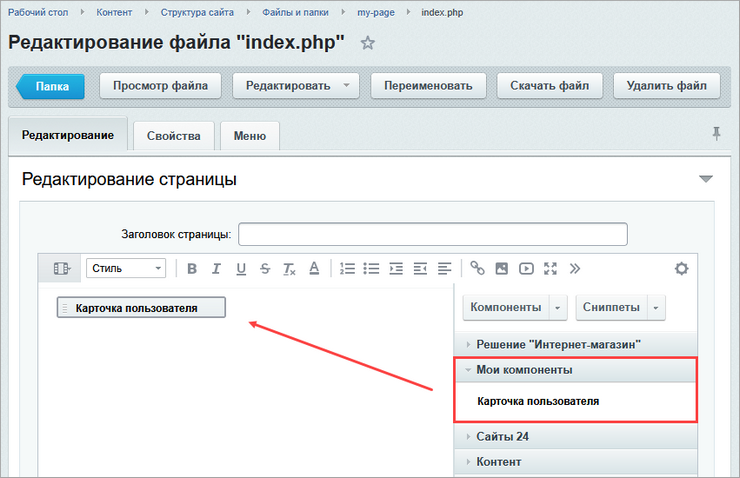 Рабочий стол Контент Структура сайта Файлы и папки my-page index.php
Редактирование файла "index.php"
Папка Просмотр файла Редактировать Переименовать Скачать файл Удалить файл
Редактирование Свойства Меню
Редактирование страницы
Заголовок страницы:
Стиль B I U S Tx A
Компоненты Сниппеты
Карточка пользователя
Решение "Интернет-магазин"
Мои компоненты
Карточка пользователя
Сайты 24
Контент